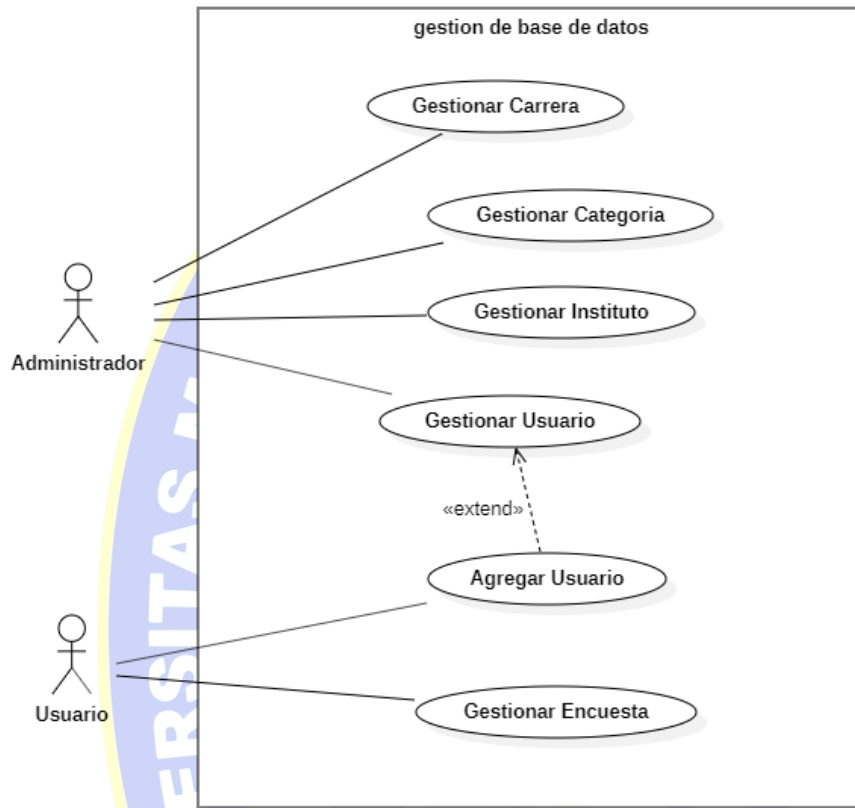 gestion de base de datos
Gestionar Carrera
Gestionar Categoria
Gestionar Instituto
Administrador
Gestionar Usuario
«extend»
Agregar Usuario
Usuario
Gestionar Encuesta
ERSITAS M